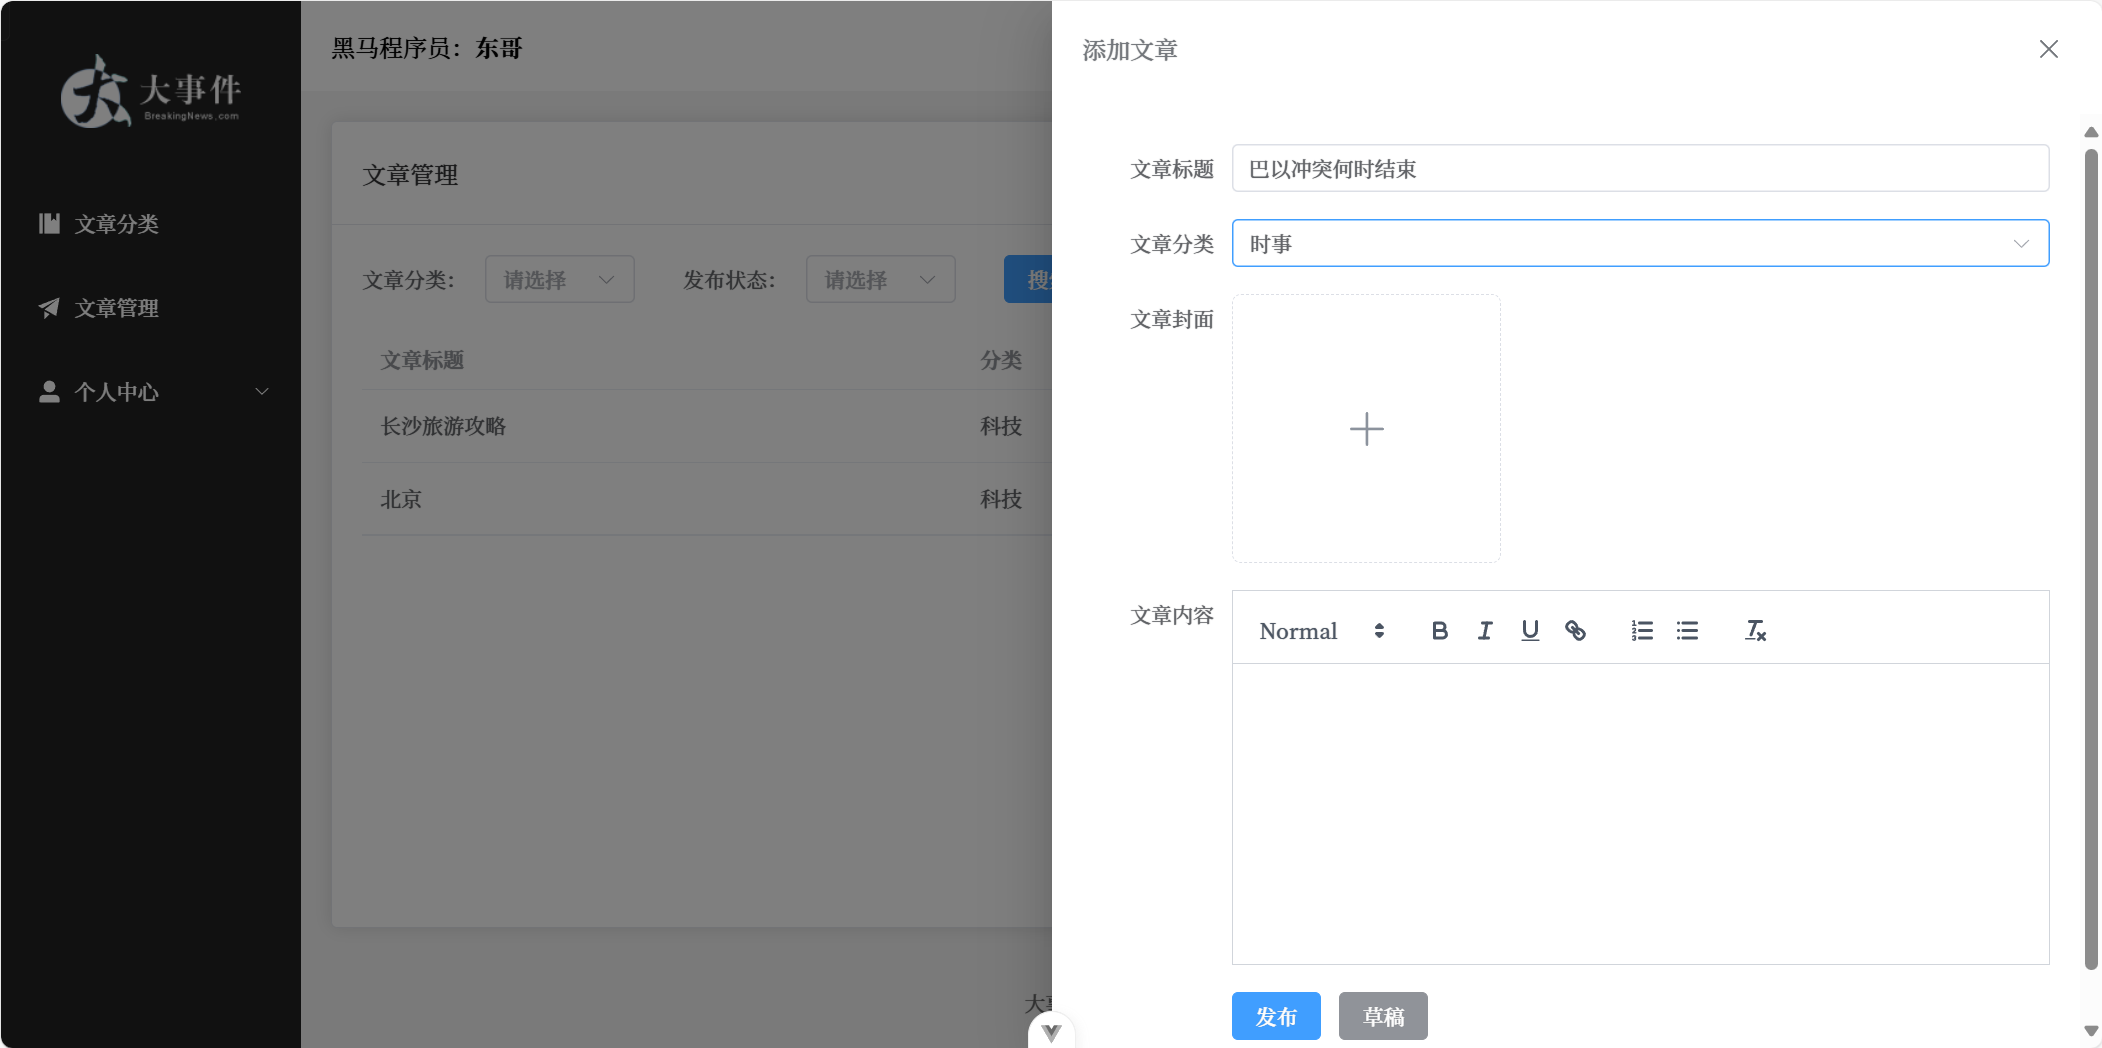 大事件
BreakingNews.com
文章分类
文章管理
个人中心
黑马程序员：东哥
文章管理
文章分类： 请选择 发布状态： 请选择 搜
文章标题 分类
长沙旅游攻略 科技
北京 科技
大
添加文章
文章标题 巴以冲突何时结束
文章分类 时事
文章封面
文章内容 Normal
发布 草稿